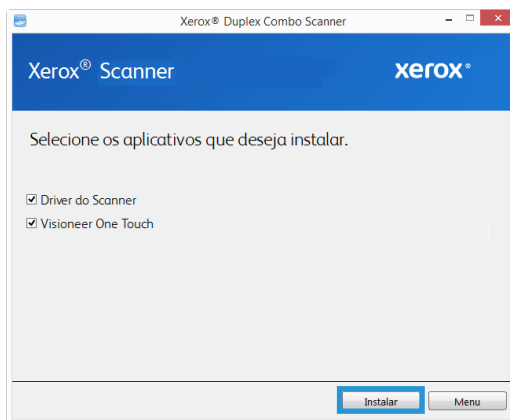 Xerox® Duplex Combo Scanner
Xerox® Scanner
xerox®
Selecione os aplicativos que deseja instalar.
Driver do Scanner
Visioneer One Touch
Instalar
Menu